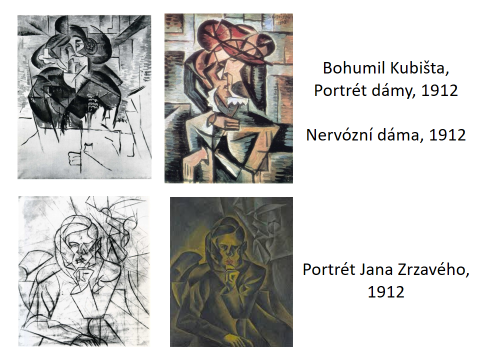 Bohumil Kubišta,
Portrét dámy, 1912
Nervózní dáma, 1912
Portrét Jana Zrzavého,
1912